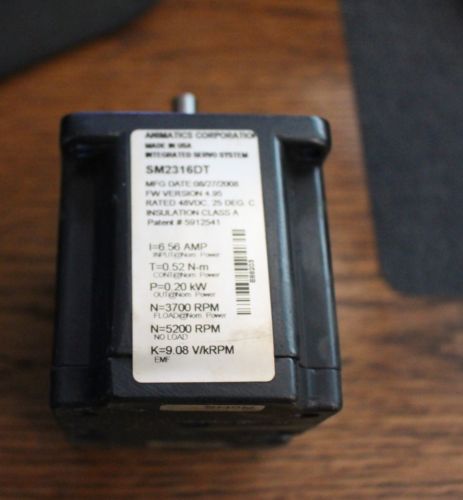 ANIMATICS CORPORATION
MADE IN USA
INTEGRATED SERVO SYSTEM
SM2316DT
MFG DATE:08/27/2008
FW VERSION 4.95
RATED 48VDC, 25 DEG. C
INSULATION CLASS A
Patent # 5912541
I=6.56 AMP
INPUT@Nom. Power
T=0.52 N-m
CONT@Nom. Power
P=0.20 kW
OUT@Nom. Power
N=3700 RPM
FLOAD@Nom. Power
N=5200 RPM
NO LOAD
K=9.08 V/kRPM
EMF